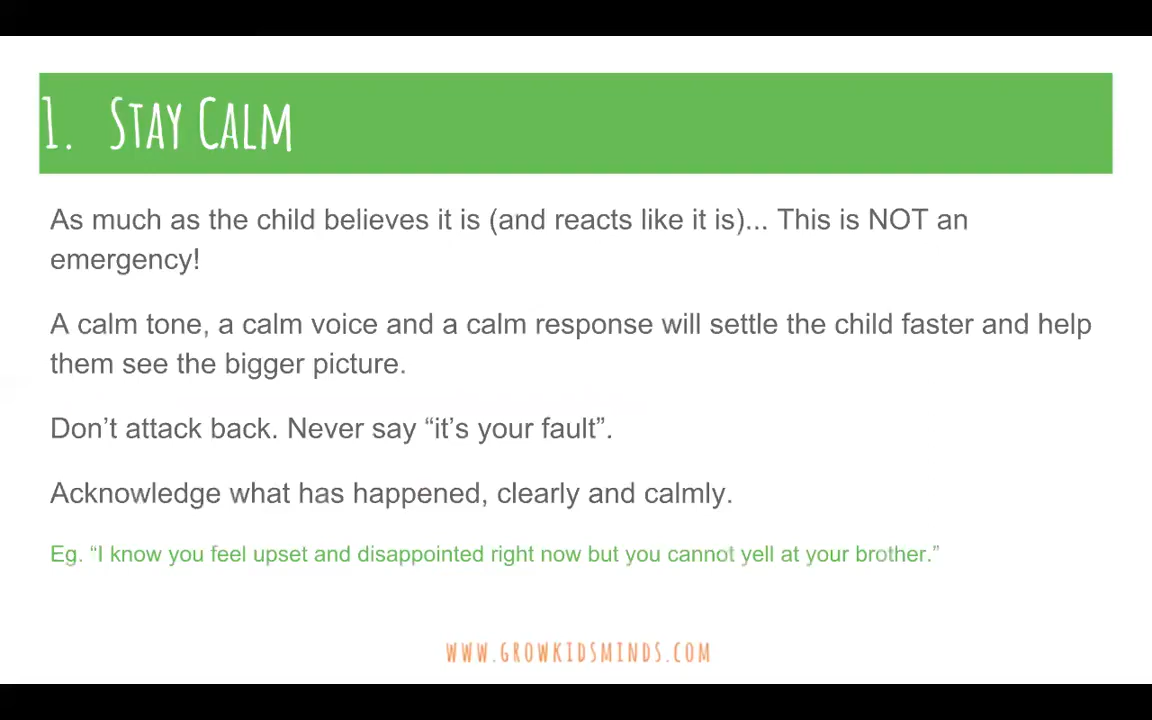 1. Stay Calm
As much as the child believes it is (and reacts like it is)... This is NOT an
emergency!
A calm tone, a calm voice and a calm response will settle the child faster and help
them see the bigger picture.
Don’t attack back. Never say “it’s your fault”.
Acknowledge what has happened, clearly and calmly.
Eg. “I know you feel upset and disappointed right now but you cannot yell at your brother.”
WWW.GROWKIDSMINDS.COM